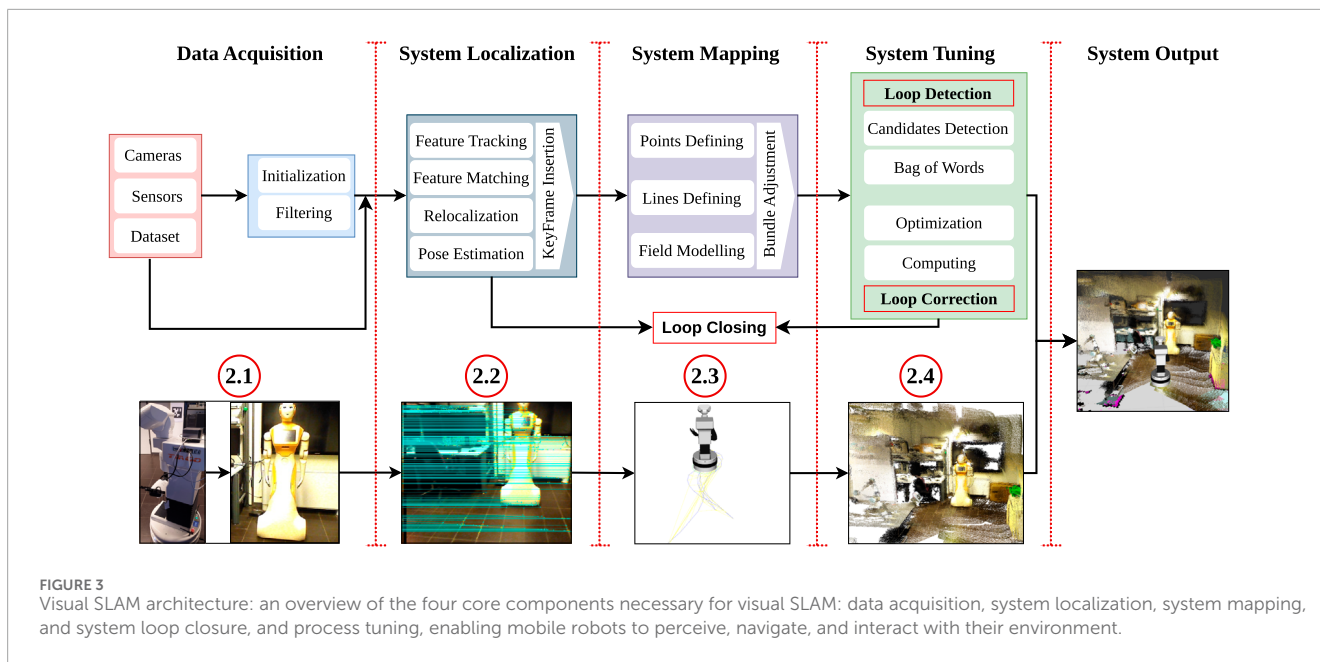 Data Acquisition
System Localization
System Mapping
System Tuning
System Output
Cameras
Sensors
Dataset
Initialization
Filtering
Feature Tracking
Feature Matching
Relocalization
Pose Estimation
KeyFrame Insertion
Points Defining
Lines Defining
Field Modelling
Bundle Adjustment
Loop Detection
Candidates Detection
Bag of Words
Optimization
Computing
Loop Correction
Loop Closing
2.1
2.2
2.3
2.4
FIGURE 3
Visual SLAM architecture: an overview of the four core components necessary for visual SLAM: data acquisition, system localization, system mapping,
and system loop closure, and process tuning, enabling mobile robots to perceive, navigate, and interact with their environment.